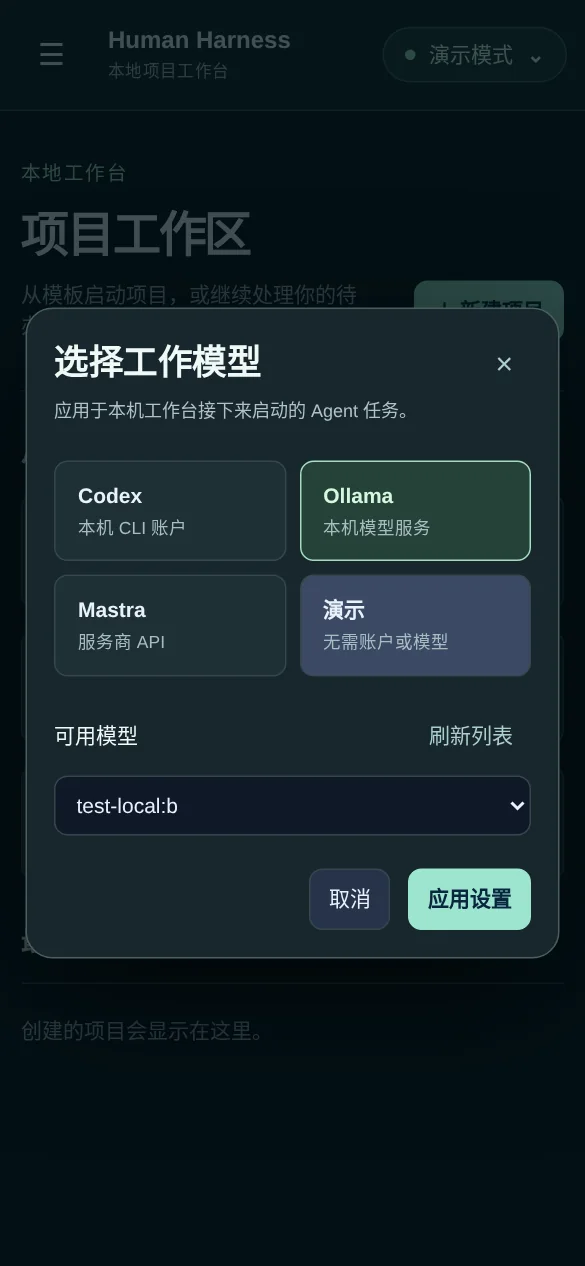 Human Harness
本地项目工作台
演示模式
本地工作台
项目工作区
从模板启动项目，或继续处理你的待
选择工作模型
×
应用于本机工作台接下来启动的 Agent 任务。
Codex
本机 CLI 账户
Ollama
本机模型服务
Mastra
服务商 API
演示
无需账户或模型
可用模型
刷新列表
test-local:b
取消
应用设置
创建的项目会显示在这里。